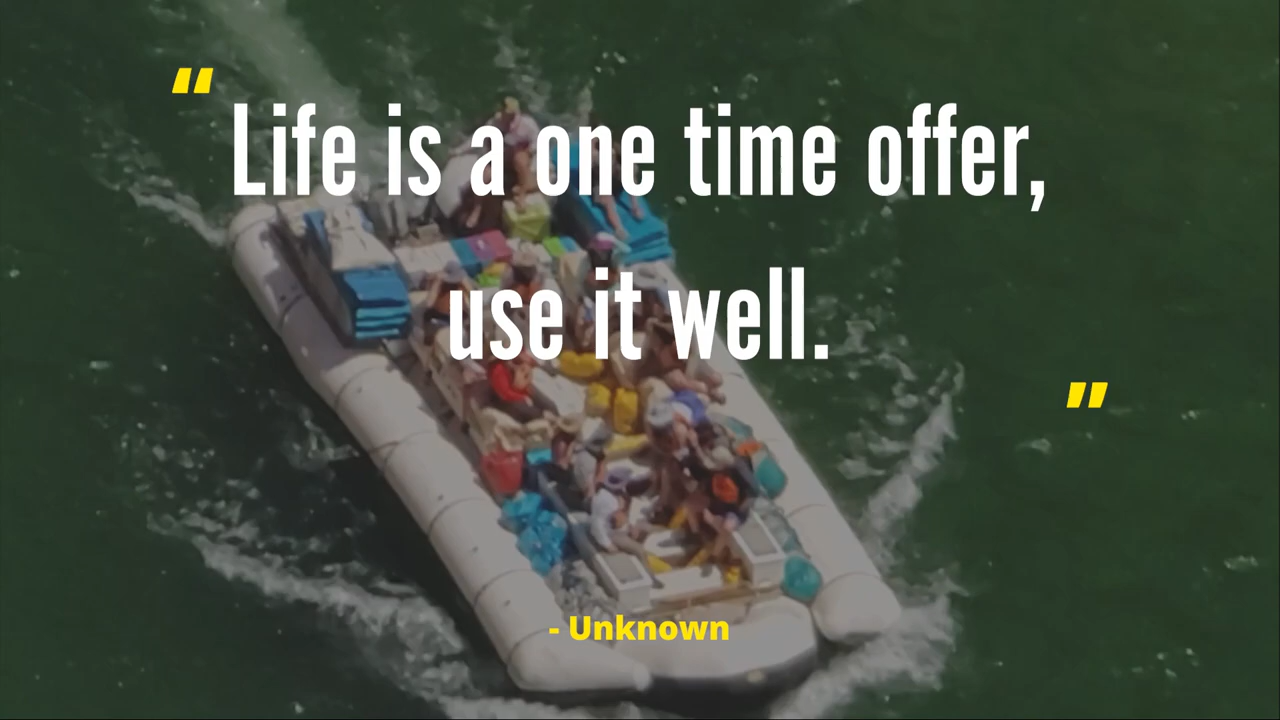 " Life is a one time offer,
use it well. "
- Unknown